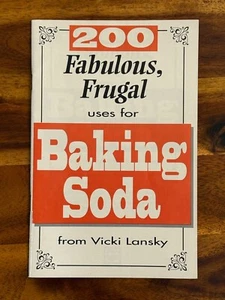 200
Fabulous,
Frugal
uses for
Baking
Soda
from Vicki Lansky